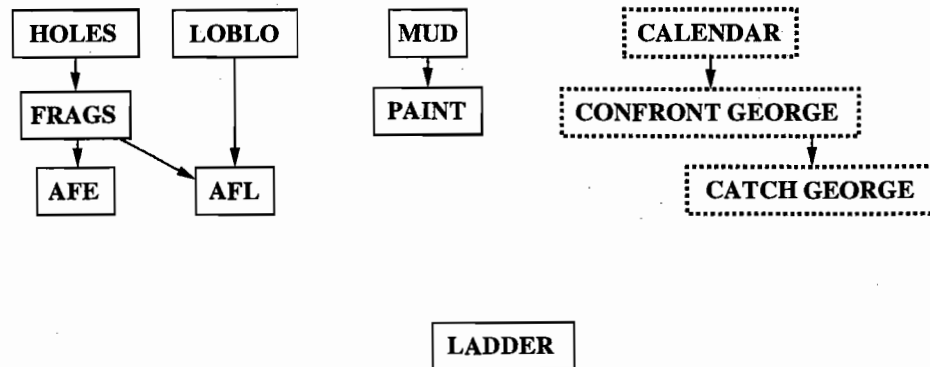 HOLES LOBLO MUD CALENDAR
FRAGS PAINT CONFRONT GEORGE
AFE AFL CATCH GEORGE
LADDER